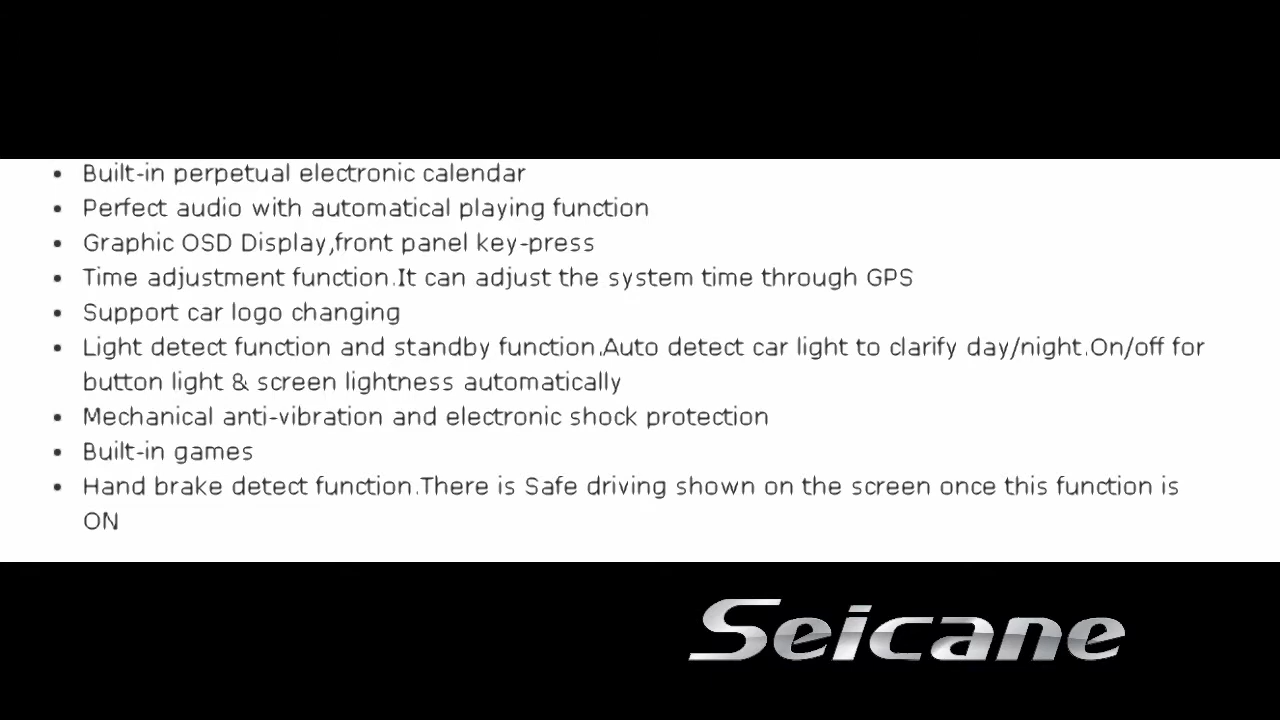 • Built-in perpetual electronic calendar
• Perfect audio with automatical playing function
• Graphic OSD Display,front panel key-press
• Time adjustment function.It can adjust the system time through GPS
• Support car logo changing
• Light detect function and standby function.Auto detect car light to clarify day/night.On/off for
button light & screen lightness automatically
• Mechanical anti-vibration and electronic shock protection
• Built-in games
• Hand brake detect function.There is Safe driving shown on the screen once this function is
ON
Seicane